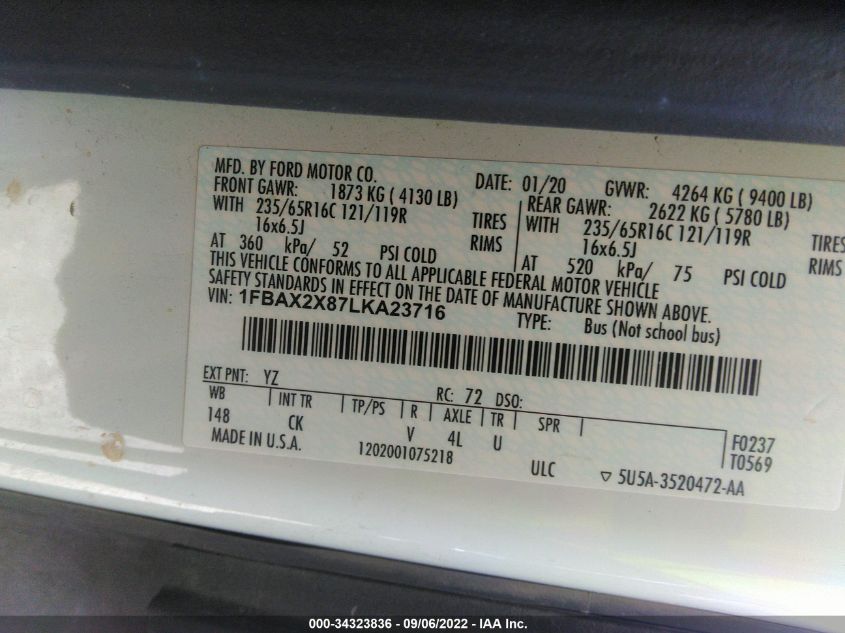 MFD. BY FORD MOTOR CO. DATE: 01/20 GVWR: 4264 KG ( 9400 LB)
FRONT GAWR: 1873 KG ( 4130 LB) REAR GAWR: 2622 KG ( 5780 LB)
WITH 235/65R16C 121/119R TIRES WITH 235/65R16C 121/119R TIRES
16x6.5J RIMS 16x6.5J RIMS
AT 360 kPa/ 52 PSI COLD AT 520 kPa/ 75 PSI COLD
THIS VEHICLE CONFORMS TO ALL APPLICABLE FEDERAL MOTOR VEHICLE
SAFETY STANDARDS IN EFFECT ON THE DATE OF MANUFACTURE SHOWN ABOVE.
VIN: 1FBAX2X87LKA23716 TYPE: Bus (Not school bus)
EXT PNT: YZ RC: 72 DSO:
WB INT TR TP/PS R AXLE TR SPR F0237
148 CK V 4L U T0569
MADE IN U.S.A. 1202001075218 ULC ▽ 5U5A-3520472-AA
000-34323836 - 09/06/2022 - IAA Inc.